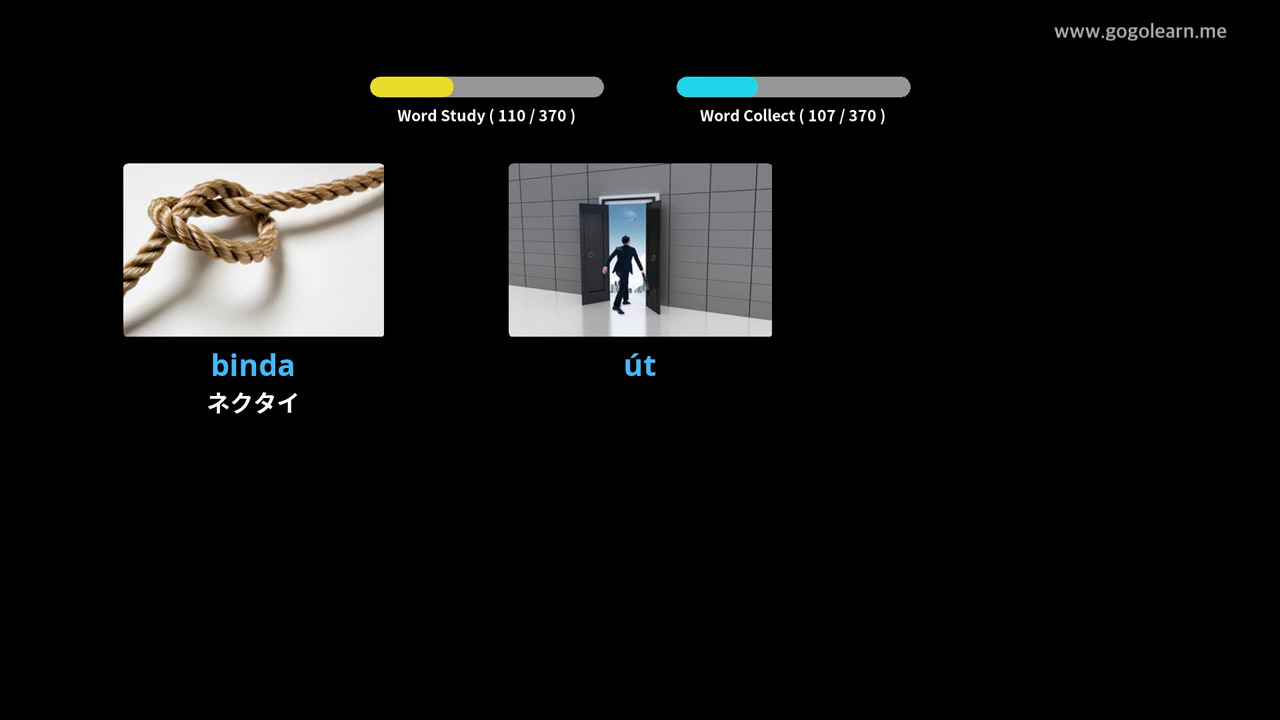 www.gogolearn.me
Word Study ( 110 / 370 )
Word Collect ( 107 / 370 )
binda
ネクタイ
út